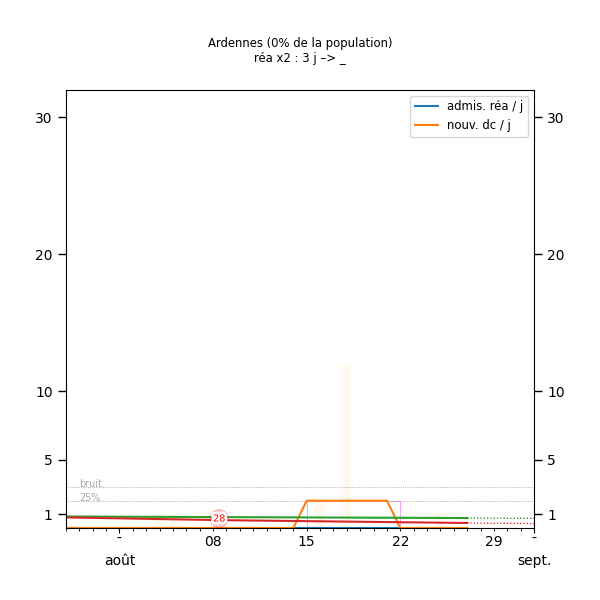 Ardennes (0% de la population)
réa x2 : 3 j –> _
admis. réa / j
nouv. dc / j
30
30
20
20
10
10
5
5
bruit
25%
1
1
28
-
08
15
22
29
-
août
sept.